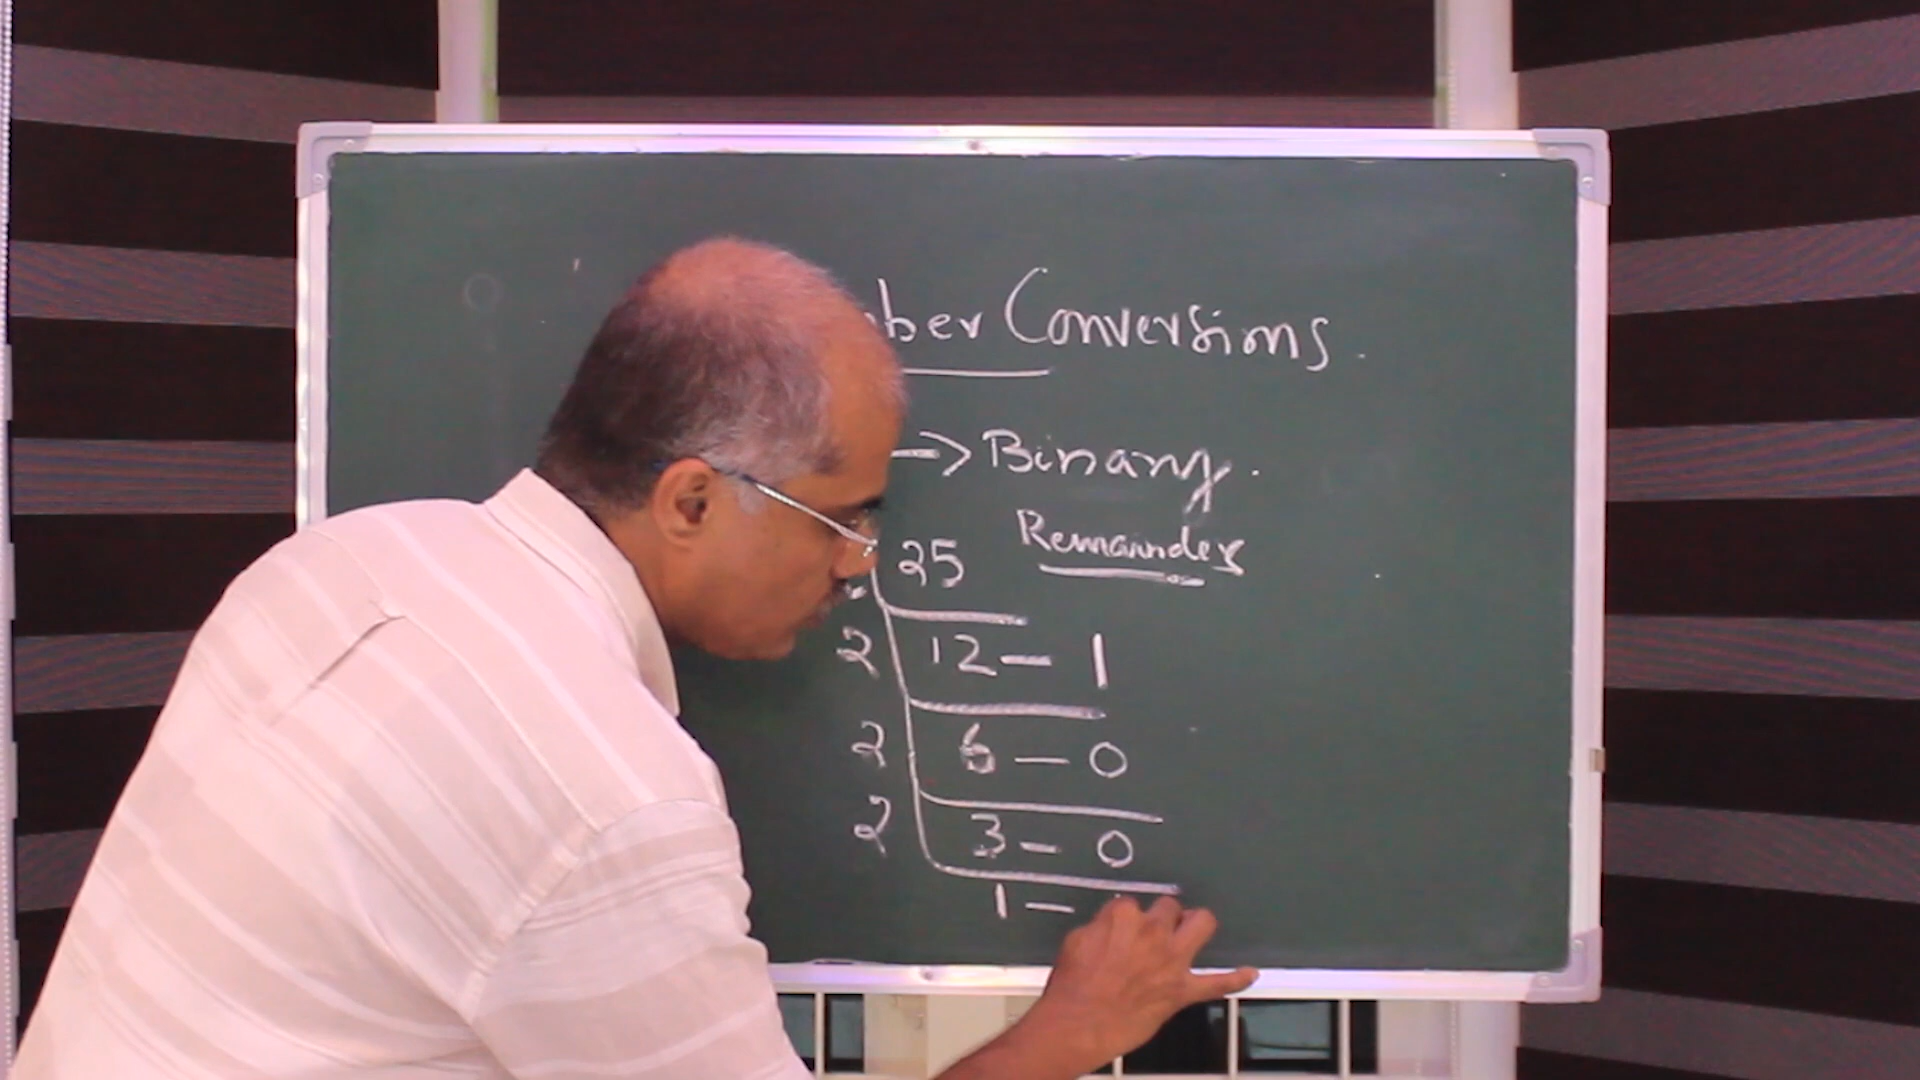 ber Conversions.
-> Binary.
25 Remainder
2 12 - 1
2 6 - 0
2 3 - 0
1 -